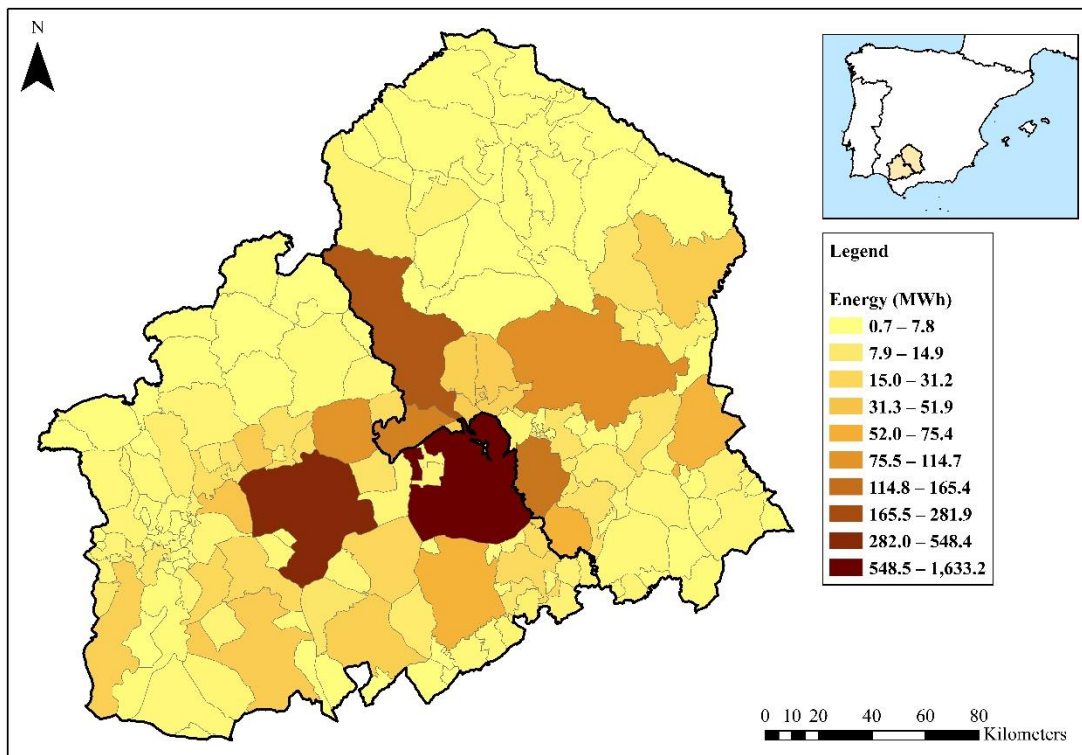 N
Legend
Energy (MWh)
0.7 – 7.8
7.9 – 14.9
15.0 – 31.2
31.3 – 51.9
52.0 – 75.4
75.5 – 114.7
114.8 – 165.4
165.5 – 281.9
282.0 – 548.4
548.5 – 1,633.2
0 10 20 40 60 80
Kilometers